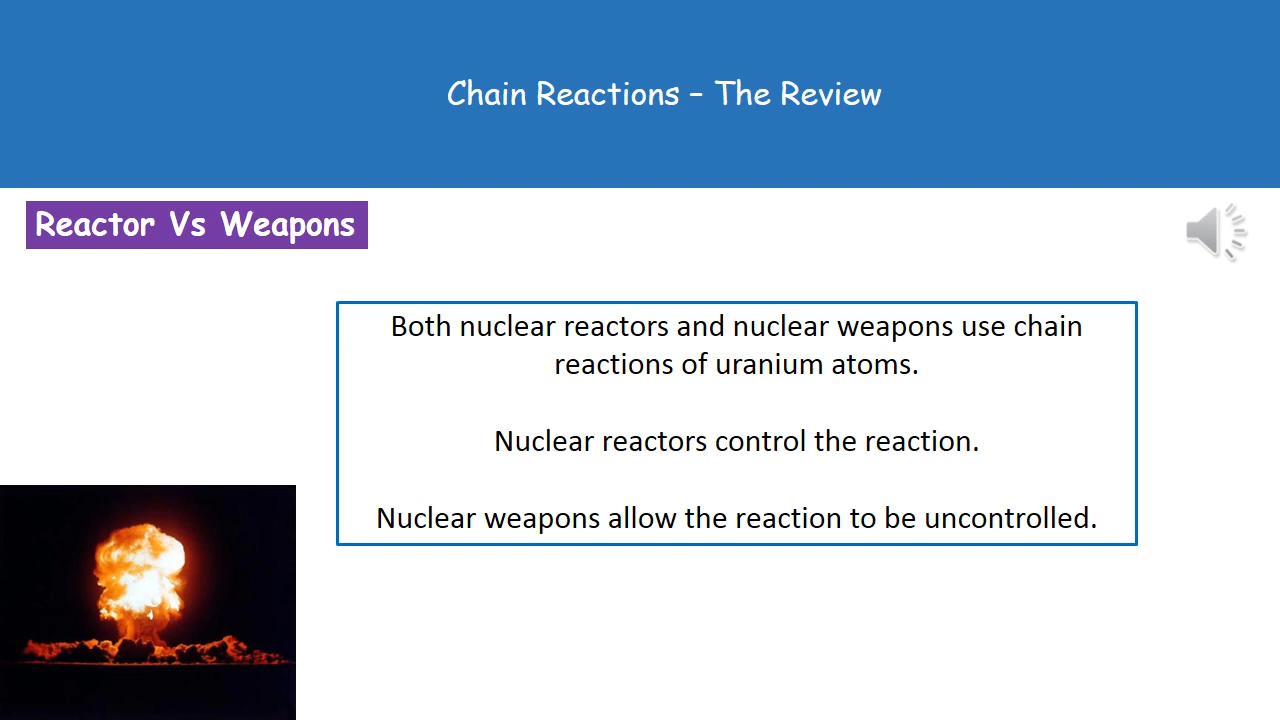 Chain Reactions – The Review
Reactor Vs Weapons
Both nuclear reactors and nuclear weapons use chain
reactions of uranium atoms.
Nuclear reactors control the reaction.
Nuclear weapons allow the reaction to be uncontrolled.